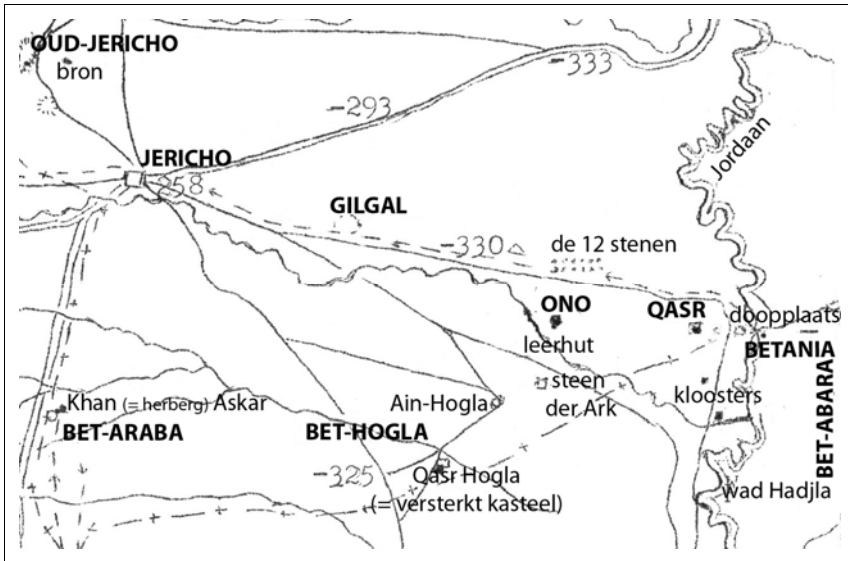 OUD-JERICHO
bron
-333
-293
JERICHO
258
GILGAL
-330
de 12 stenen
Jordaan
ONO
leerhut
QASR
doopplaats
BETANIA
BET-ABARA
steen
der Ark
kloosters
Khan (= herberg) Askar
BET-ARABA
Ain-Hogla
BET-HOGLA
-325
Qasr Hogla
(= versterkt kasteel)
wad Hadjla